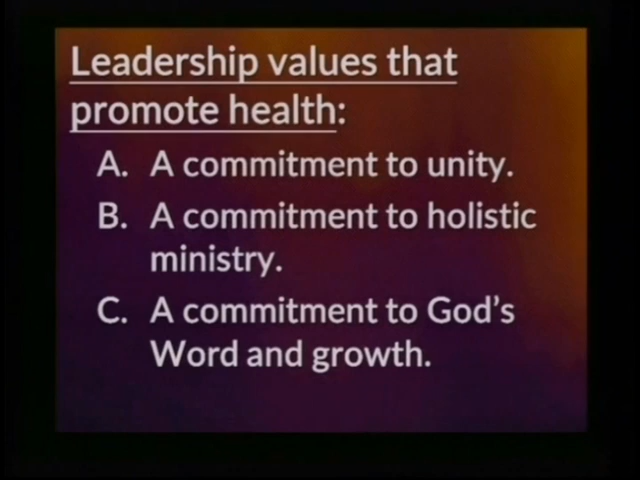 Leadership values that
promote health:
A. A commitment to unity.
B. A commitment to holistic
ministry.
C. A commitment to God's
Word and growth.